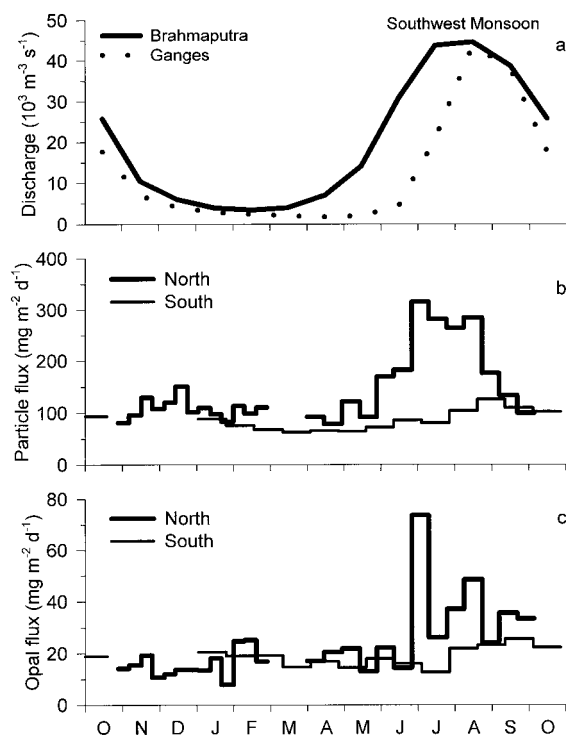 Southwest Monsoon
a
Brahmaputra
Ganges
Discharge (10³ m⁻³ s⁻¹)
50
40
30
20
10
0
b
North
South
Particle flux (mg m⁻² d⁻¹)
400
300
200
100
0
c
North
South
Opal flux (mg m⁻² d⁻¹)
80
60
40
20
0
O N D J F M A M J J A S O